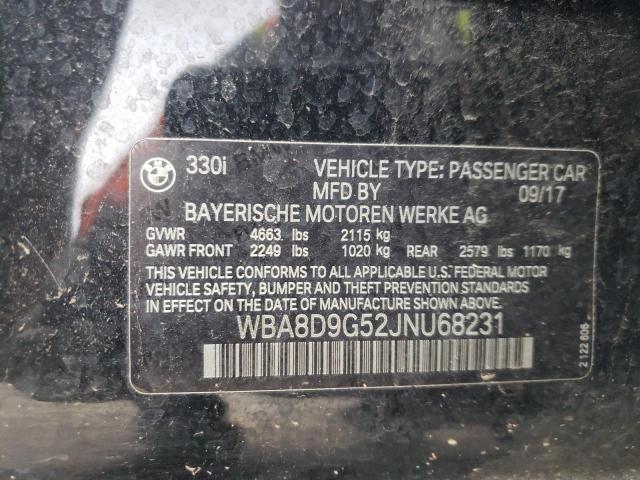 330i VEHICLE TYPE: PASSENGER CAR
MFD BY 09/17
BAYERISCHE MOTOREN WERKE AG
GVWR 4663 lbs 2115 kg
GAWR FRONT 2249 lbs 1020 kg REAR 2579 lbs 1170 kg
THIS VEHICLE CONFORMS TO ALL APPLICABLE U.S. FEDERAL MOTOR
VEHICLE SAFETY, BUMPER AND THEFT PREVENTION STANDARDS
IN EFFECT ON THE DATE OF MANUFACTURE SHOWN ABOVE.
WBA8D9G52JNU68231
2 122 606